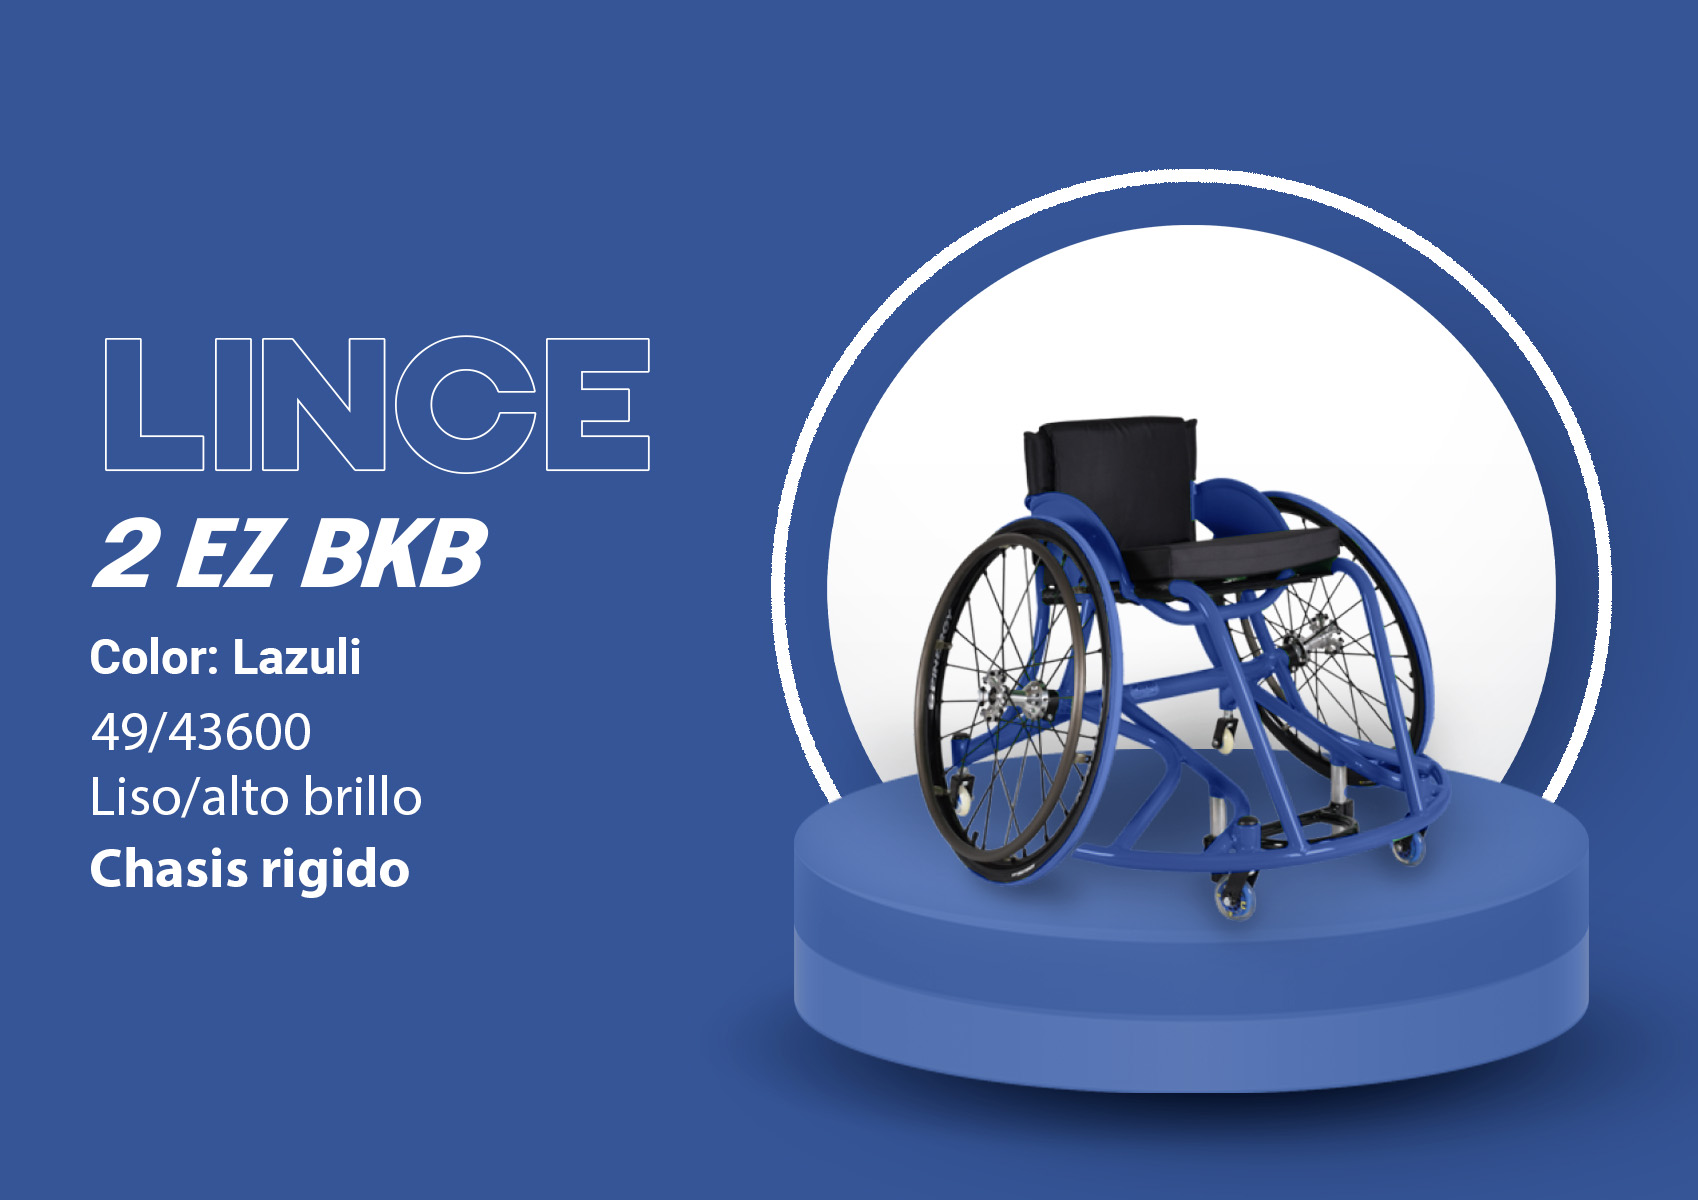 LINCE
2 EZ BKB
Color: Lazuli
49/43600
Liso/alto brillo
Chasis rigido